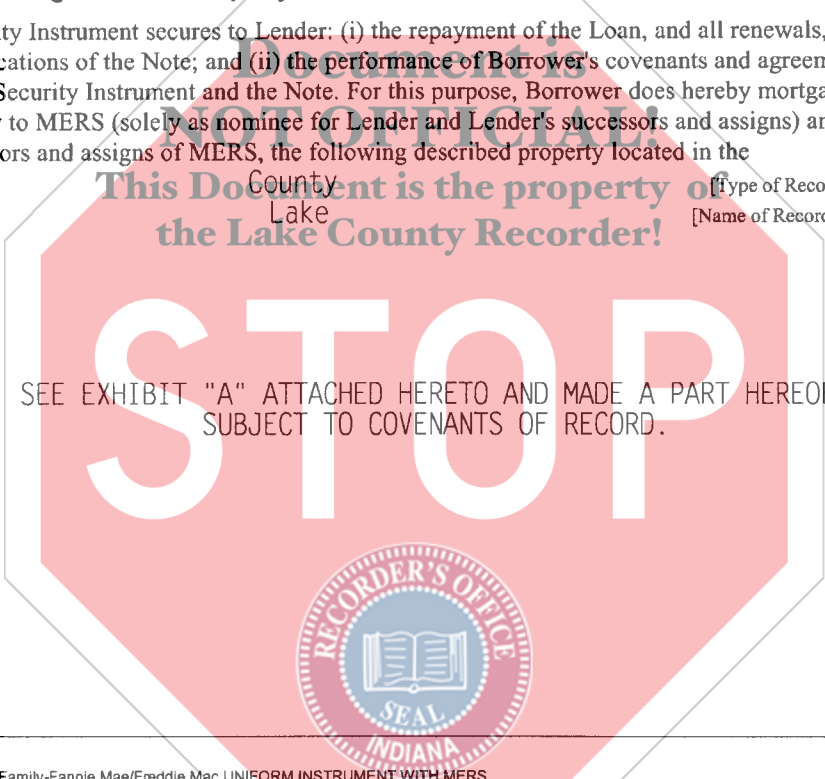 ty Instrument secures to Lender: (i) the repayment of the Loan, and all renewals,
cations of the Note; and (ii) the performance of Borrower's covenants and agreem
Security Instrument and the Note. For this purpose, Borrower does hereby mortga
y to MERS (solely as nominee for Lender and Lender's successors and assigns) an
ors and assigns of MERS, the following described property located in the
County [Type of Reco
Lake [Name of Record
Document is
NOT OFFICIAL!
This Document is the property of
the Lake County Recorder!
STOP
SEE EXHIBIT "A" ATTACHED HERETO AND MADE A PART HEREOF
SUBJECT TO COVENANTS OF RECORD.
RECORDER'S OFFICE
SEAL
INDIANA
Family-Fannie Mae/Freddie Mac UNIFORM INSTRUMENT WITH MERS